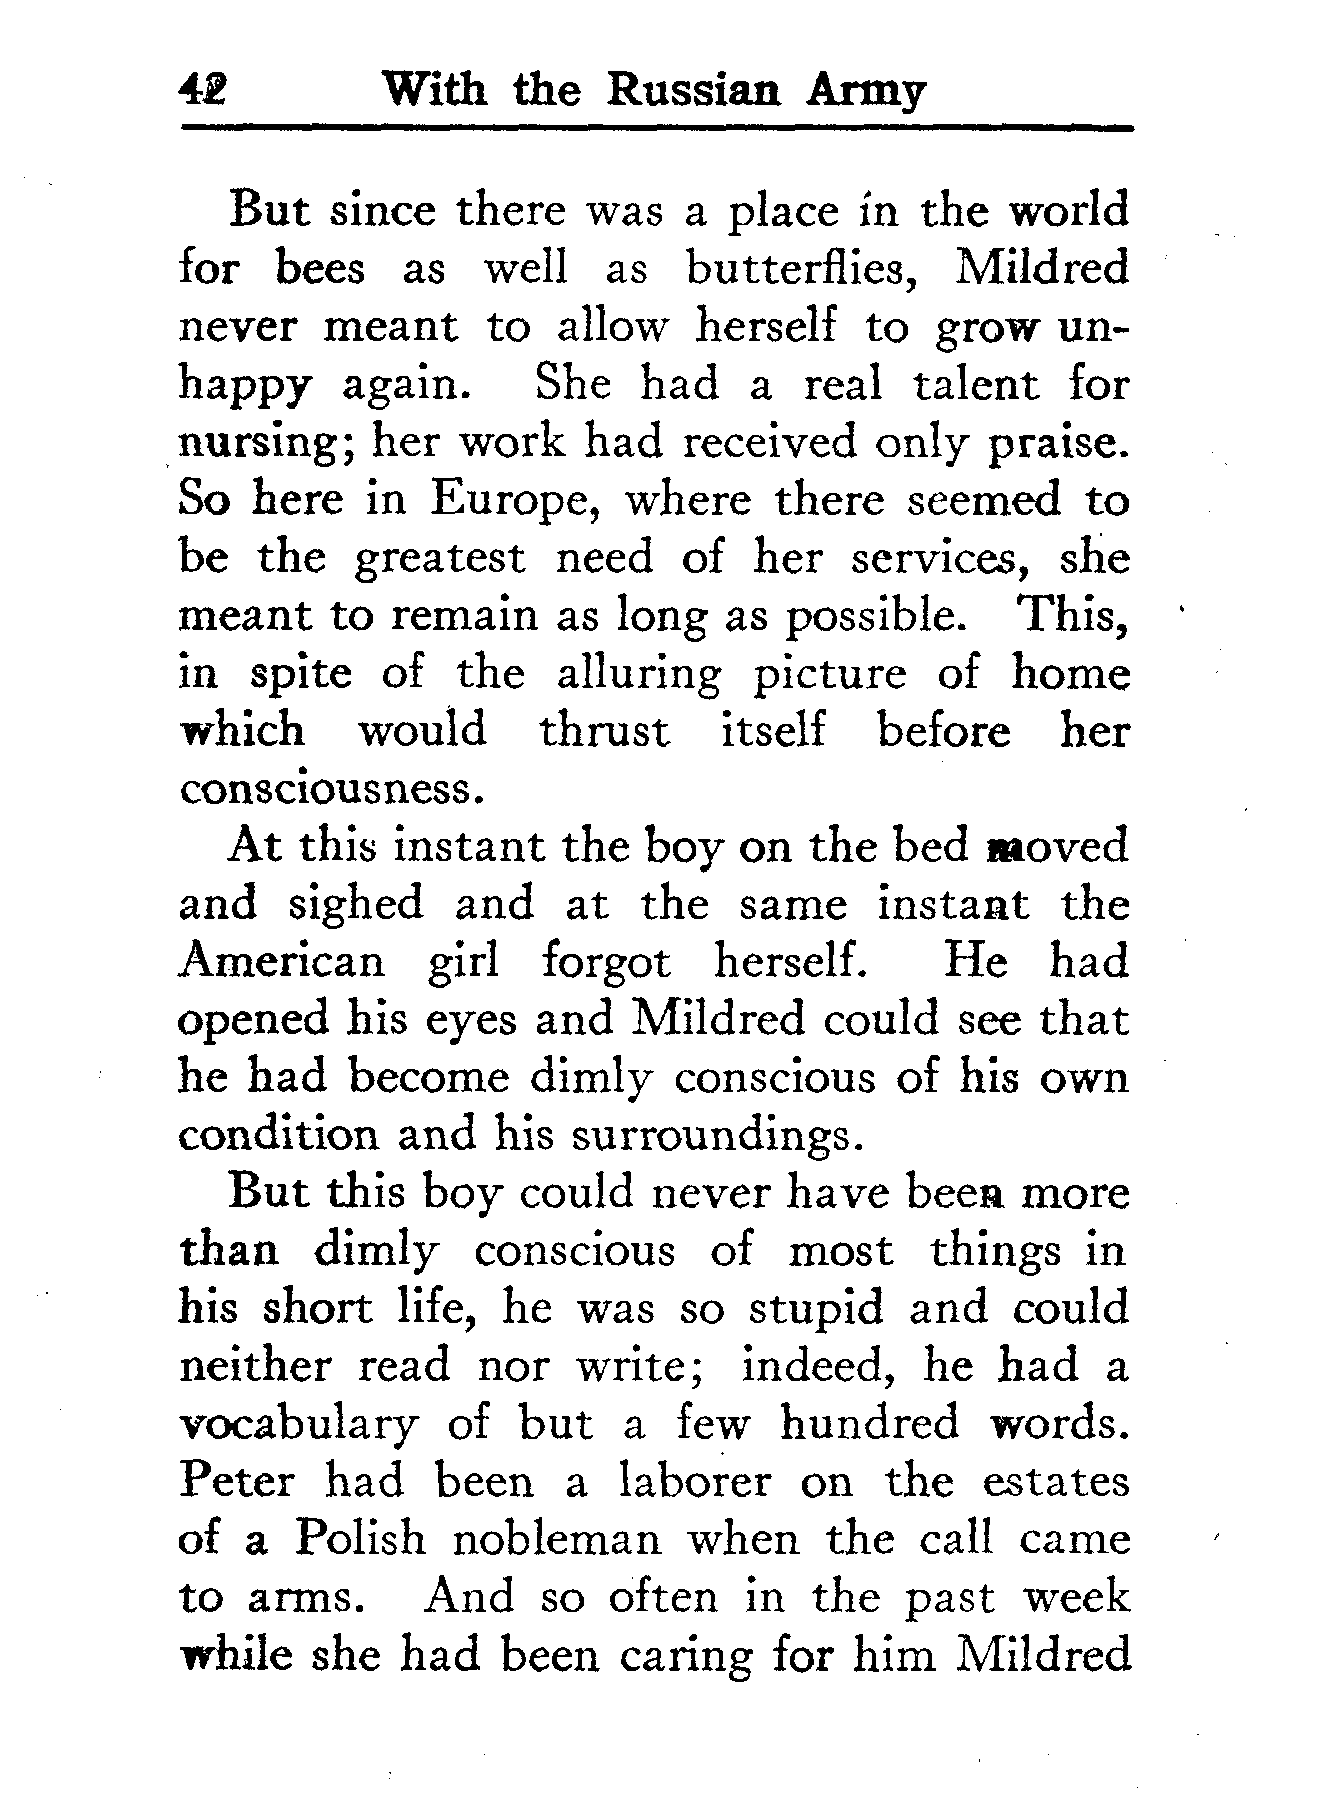 42 With the Russian Army
But since there was a place in the world
for bees as well as butterflies, Mildred
never meant to allow herself to grow un-
happy again. She had a real talent for
nursing; her work had received only praise.
So here in Europe, where there seemed to
be the greatest need of her services, she
meant to remain as long as possible. This,
in spite of the alluring picture of home
which would thrust itself before her
consciousness.
At this instant the boy on the bed moved
and sighed and at the same instant the
American girl forgot herself. He had
opened his eyes and Mildred could see that
he had become dimly conscious of his own
condition and his surroundings.
But this boy could never have been more
than dimly conscious of most things in
his short life, he was so stupid and could
neither read nor write; indeed, he had a
vocabulary of but a few hundred words.
Peter had been a laborer on the estates
of a Polish nobleman when the call came
to arms. And so often in the past week
while she had been caring for him Mildred